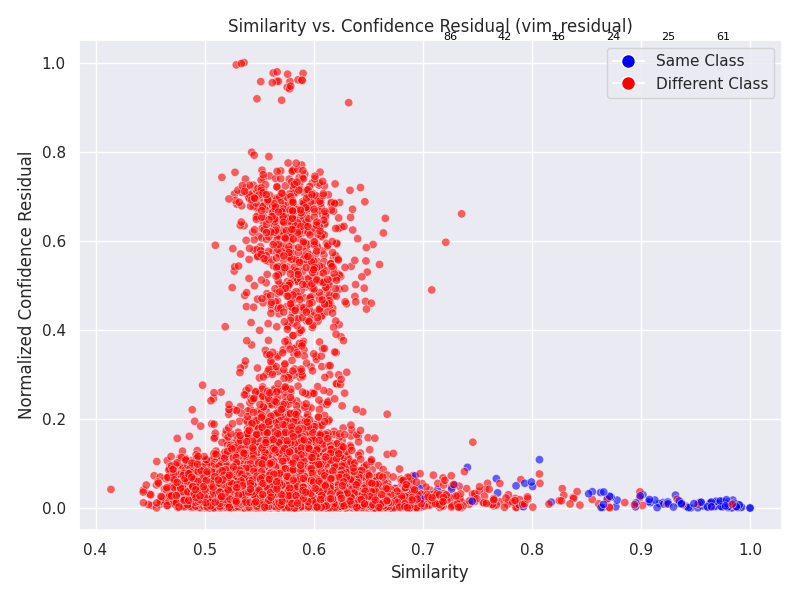 Similarity vs. Confidence Residual (vim_residual)
86 42 16 24 25 61
Same Class
Different Class
Normalized Confidence Residual
1.0
0.8
0.6
0.4
0.2
0.0
0.4 0.5 0.6 0.7 0.8 0.9 1.0
Similarity